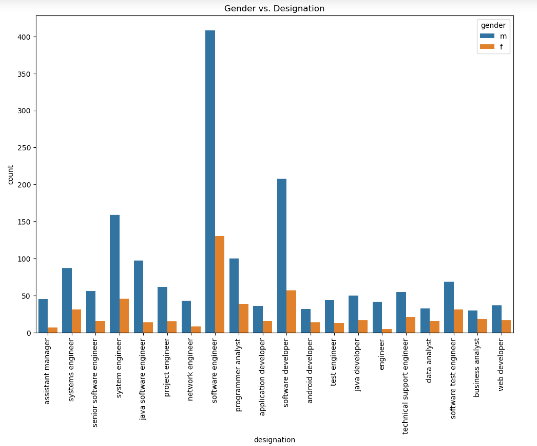 Gender vs. Designation
gender
m
f
400
350
300
250
200
150
100
50
0
count
assistant manager
systems engineer
senior software engineer
system engineer
java software engineer
project engineer
network engineer
software engineer
programmer analyst
application developer
software developer
android developer
test engineer
java developer
engineer
technical support engineer
data analyst
software test engineer
business analyst
web developer
designation